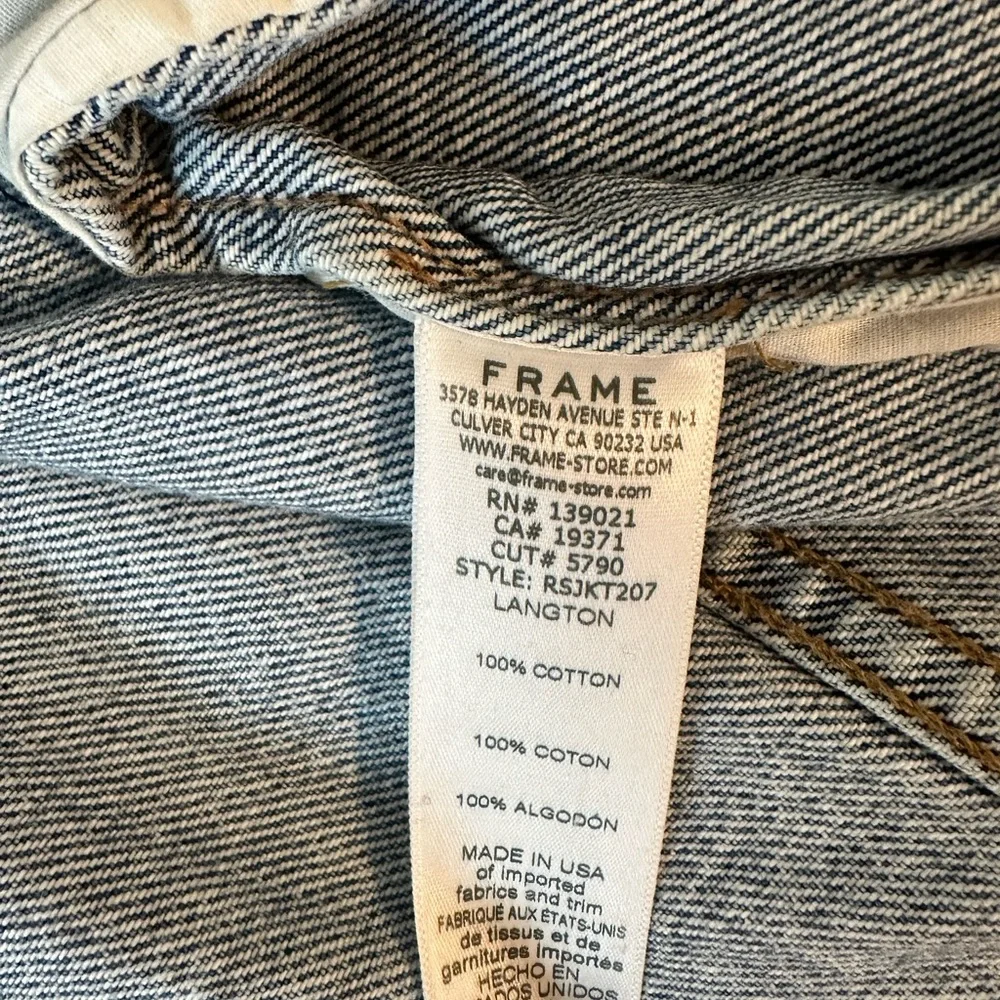 FRAME
3578 HAYDEN AVENUE STE N-1
CULVER CITY CA 90232 USA
WWW.FRAME-STORE.COM
care@frame-store.com
RN# 139021
CA# 19371
CUT# 5790
STYLE: RSJKT207
LANGTON
100% COTTON
100% COTON
100% ALGODÓN
MADE IN USA
of imported
fabrics and trim
FABRIQUÉ AUX ÉTATS-UNIS
de tissus et de
garnitures importés
HECHO EN
UNIDOS